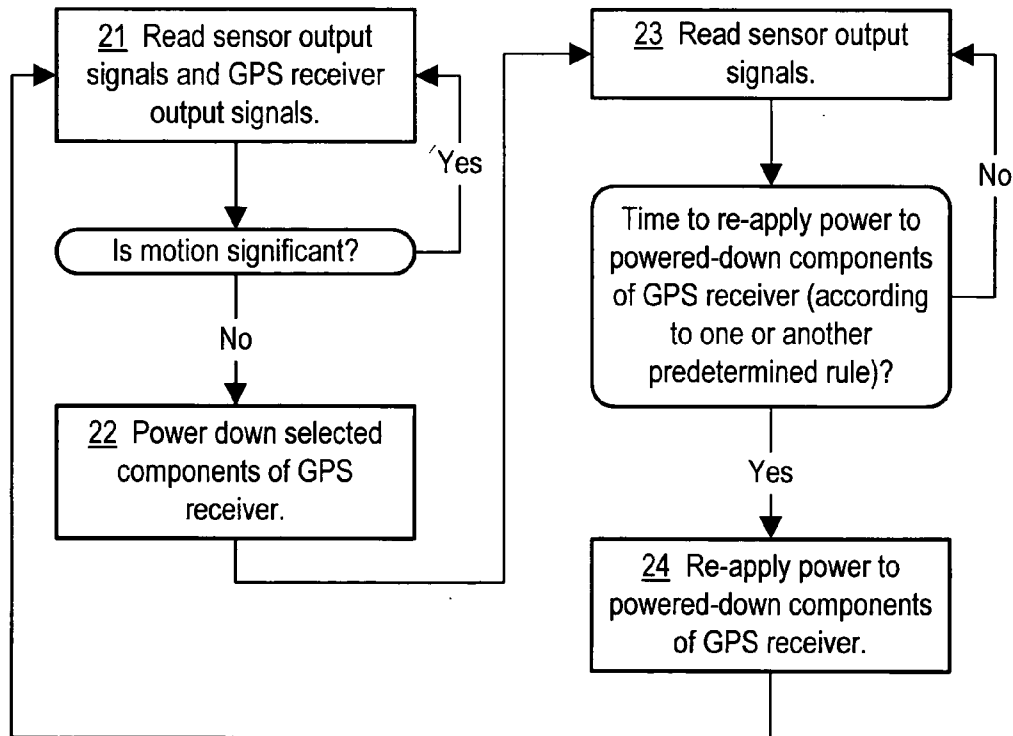 21 Read sensor output
signals and GPS receiver
output signals.
Yes
Is motion significant?
No
22 Power down selected
components of GPS
receiver.
23 Read sensor output
signals.
No
Time to re-apply power to
powered-down components
of GPS receiver (according
to one or another
predetermined rule)?
Yes
24 Re-apply power to
powered-down components
of GPS receiver.